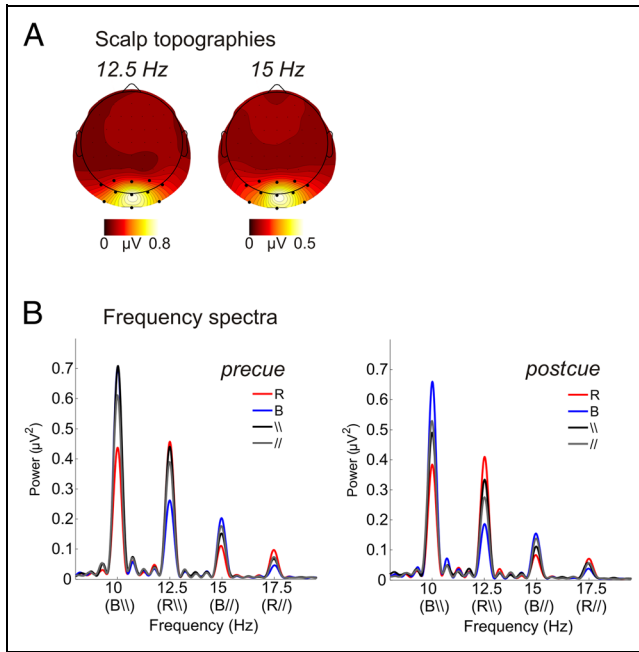 A Scalp topographies
12.5 Hz 15 Hz
0 µV 0.8 0 µV 0.5
B Frequency spectra
precue
R
B
\\
//
Power (µV²)
0.7
0.6
0.5
0.4
0.3
0.2
0.1
0
10 12.5 15 17.5
(B\\) (R\\) (B//) (R//)
Frequency (Hz)
postcue
R
B
\\
//
Power (µV²)
0.7
0.6
0.5
0.4
0.3
0.2
0.1
0
10 12.5 15 17.5
(B\\) (R\\) (B//) (R//)
Frequency (Hz)